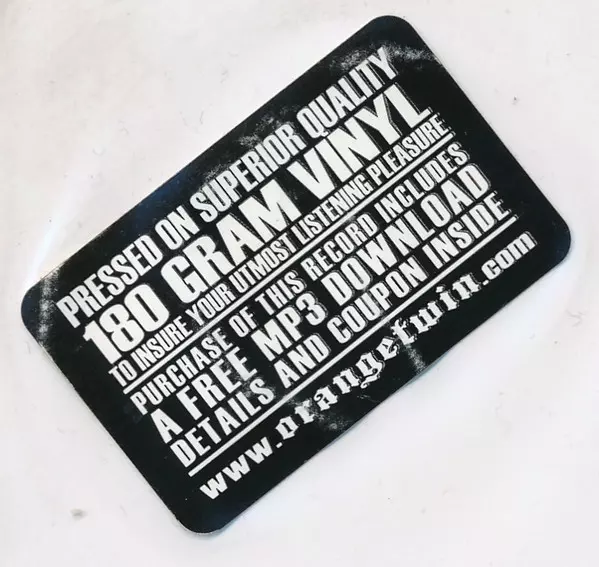 PRESSED ON SUPERIOR QUALITY
180 GRAM VINYL
TO INSURE YOUR UTMOST LISTENING PLEASURE
PURCHASE OF THIS RECORD INCLUDES
A FREE MP3 DOWNLOAD
DETAILS AND COUPON INSIDE
www.orangetwin.com